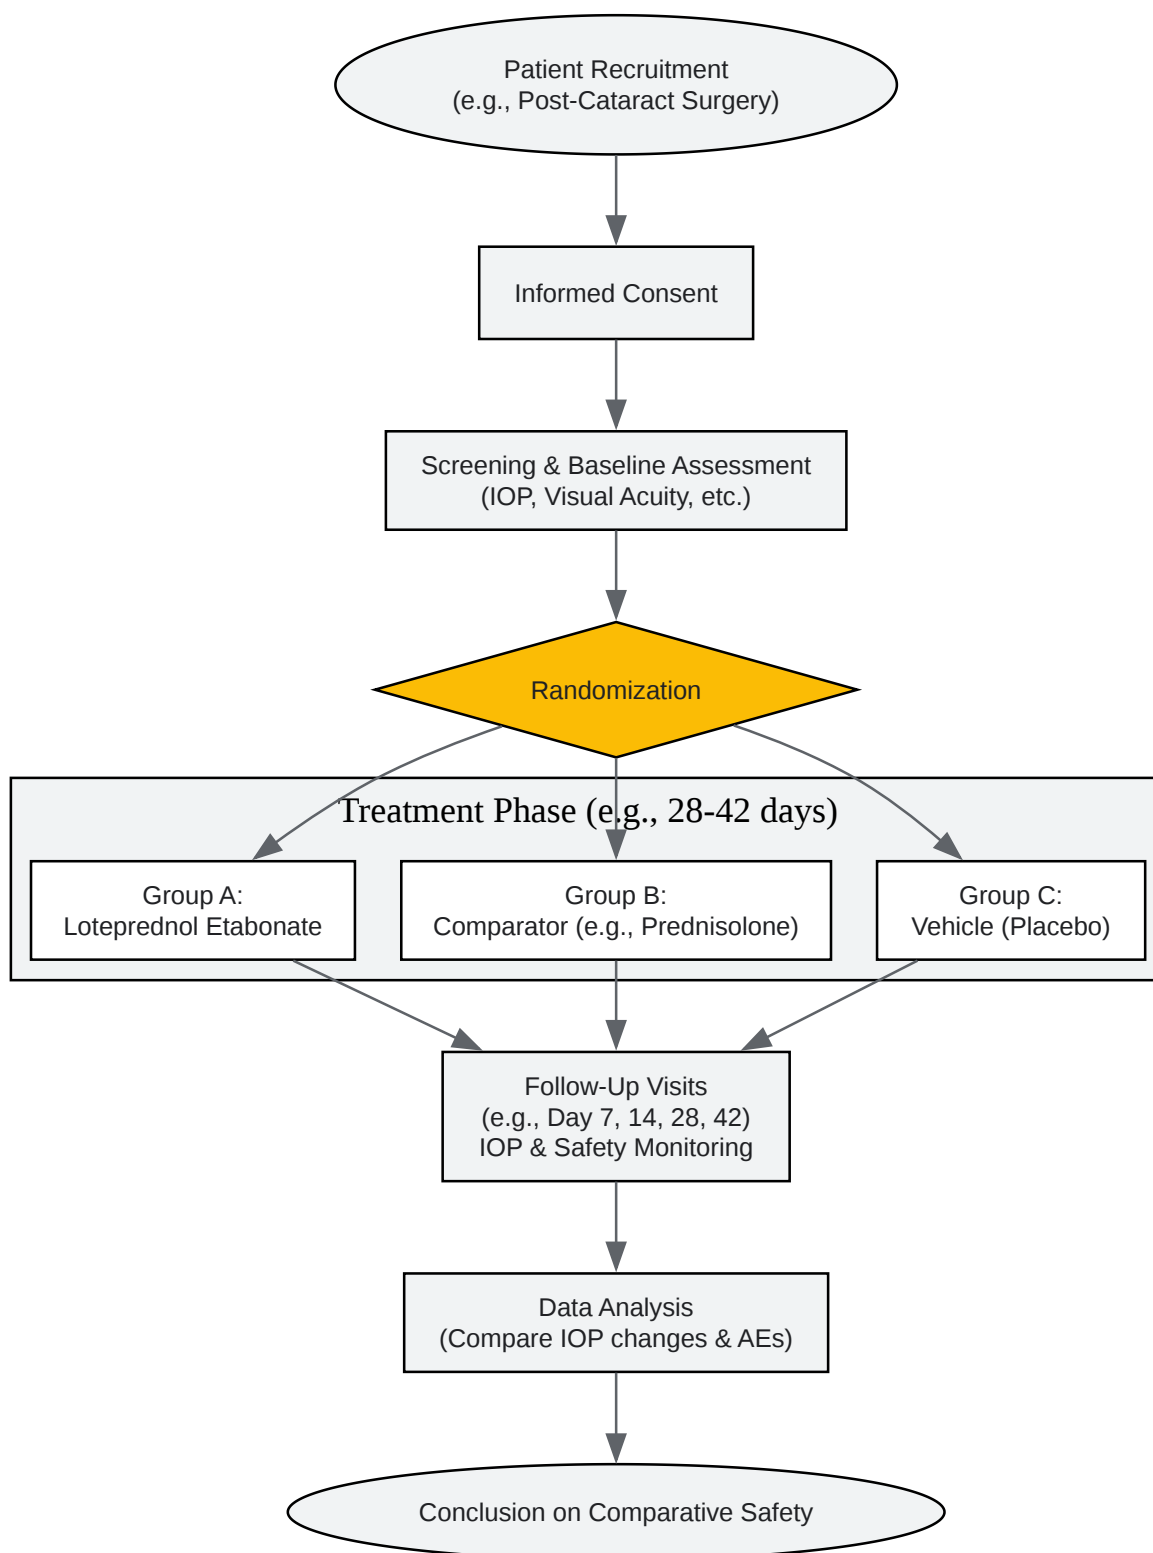 Patient Recruitment
(e.g., Post-Cataract Surgery)
Informed Consent
Screening & Baseline Assessment
(IOP, Visual Acuity, etc.)
Randomization
Treatment Phase (e.g., 28-42 days)
Group A:
Loteprednol Etabonate
Group B:
Comparator (e.g., Prednisolone)
Group C:
Vehicle (Placebo)
Follow-Up Visits
(e.g., Day 7, 14, 28, 42)
IOP & Safety Monitoring
Data Analysis
(Compare IOP changes & AEs)
Conclusion on Comparative Safety